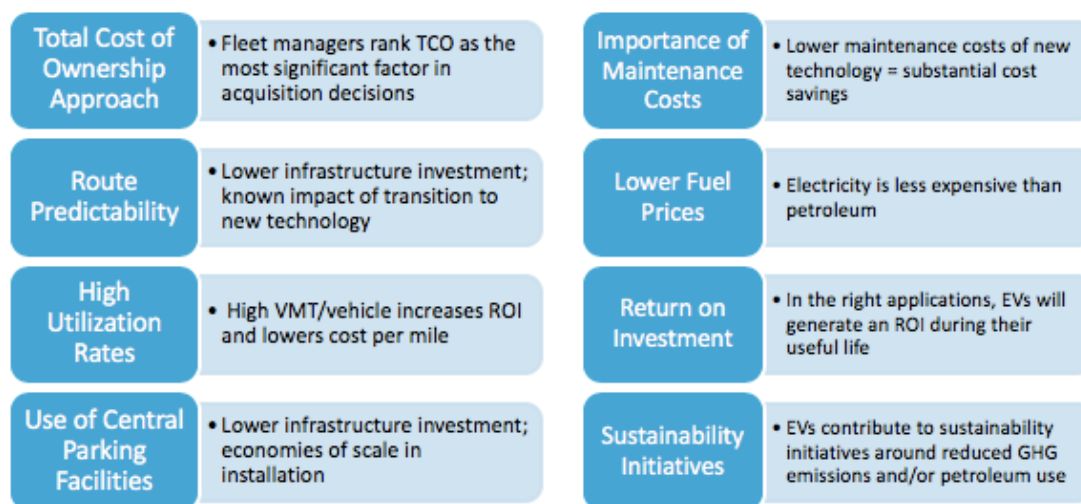 Total Cost of
Ownership
Approach
• Fleet managers rank TCO as the
most significant factor in
acquisition decisions
Route
Predictability
• Lower infrastructure investment;
known impact of transition to
new technology
High
Utilization
Rates
• High VMT/vehicle increases ROI
and lowers cost per mile
Use of Central
Parking
Facilities
• Lower infrastructure investment;
economies of scale in
installation
Importance of
Maintenance
Costs
• Lower maintenance costs of new
technology = substantial cost
savings
Lower Fuel
Prices
• Electricity is less expensive than
petroleum
Return on
Investment
• In the right applications, EVs will
generate an ROI during their
useful life
Sustainability
Initiatives
• EVs contribute to sustainability
initiatives around reduced GHG
emissions and/or petroleum use